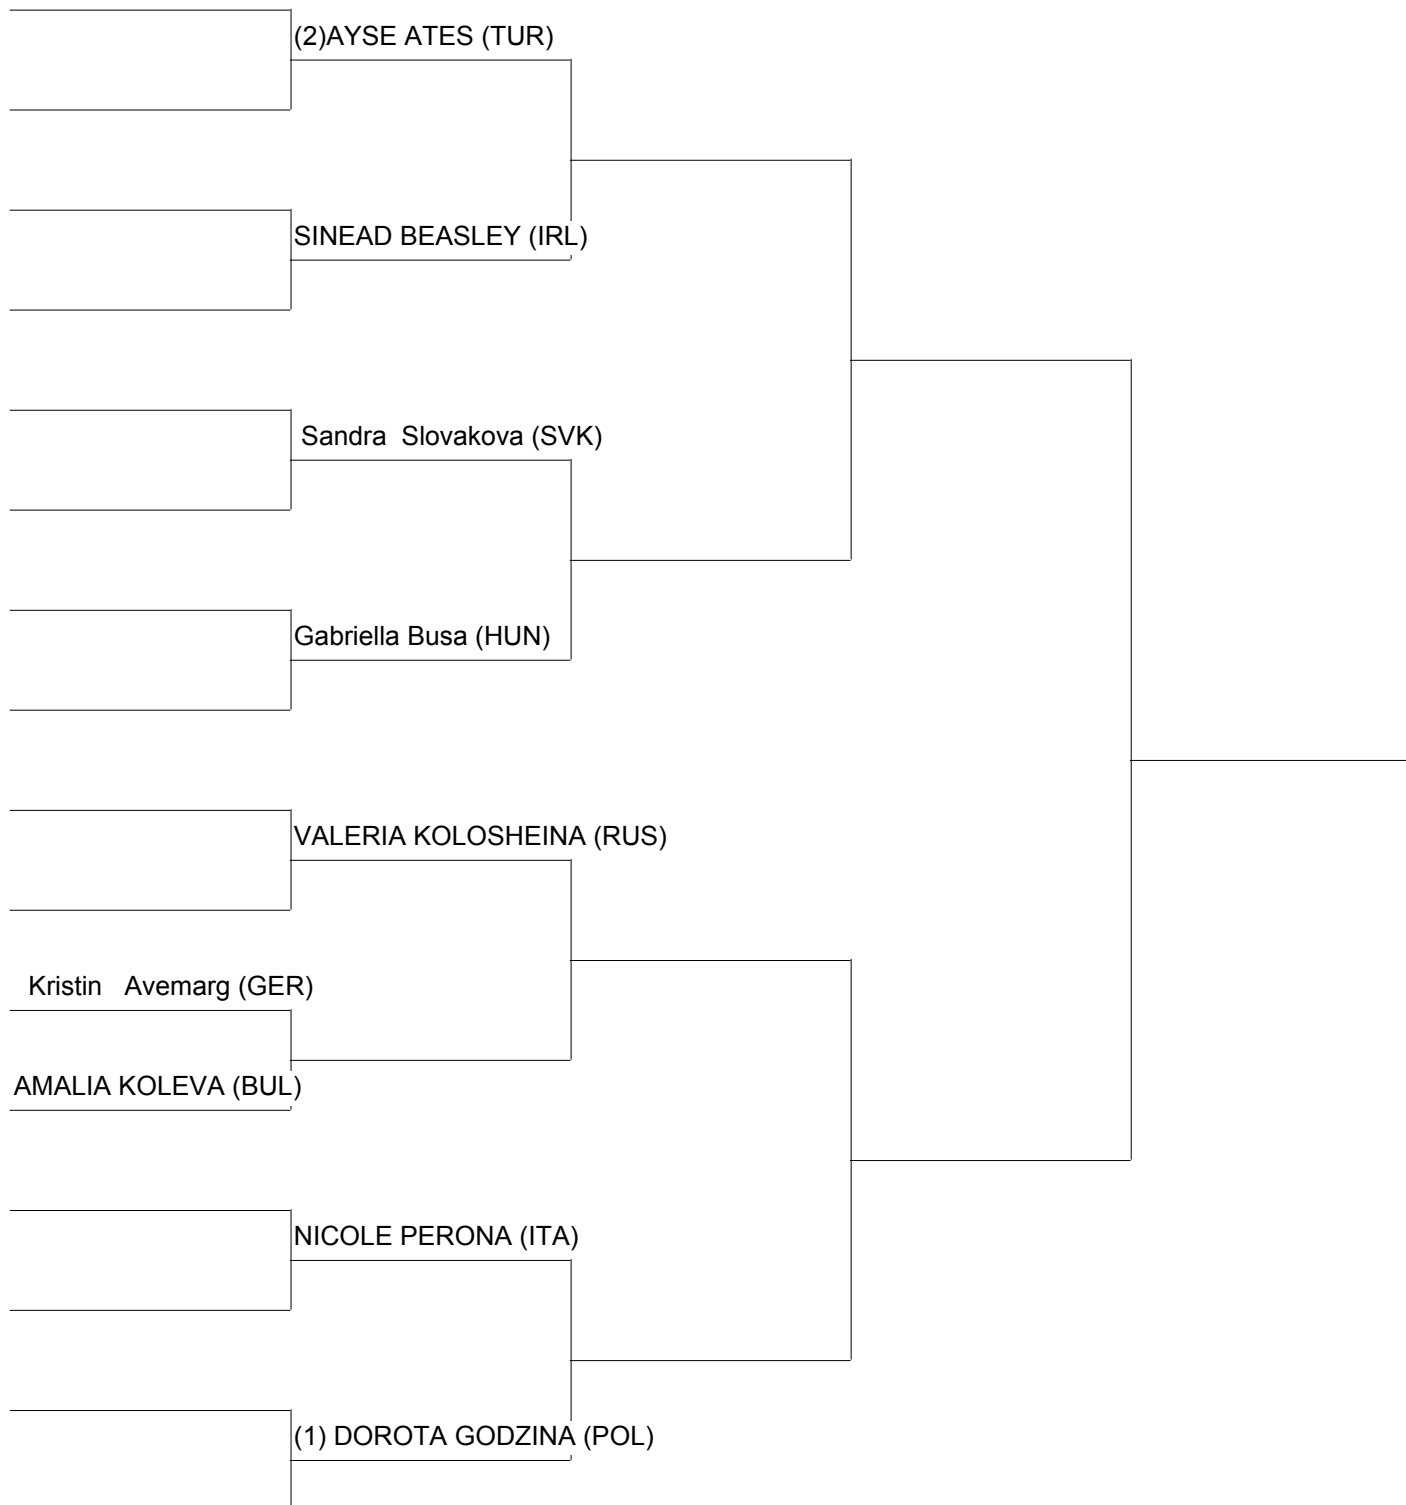 (2)AYSE ATES (TUR)
SINEAD BEASLEY (IRL)
Sandra  Slovakova (SVK)
Gabriella Busa (HUN)
VALERIA KOLOSHEINA (RUS)
Kristin   Avemarg (GER)
AMALIA KOLEVA (BUL)
NICOLE PERONA (ITA)
(1) DOROTA GODZINA (POL)